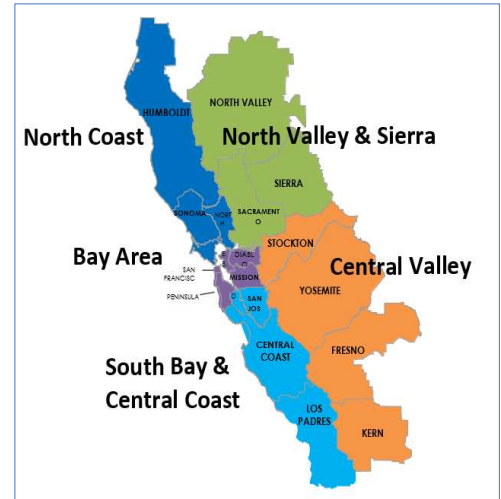 NORTH VALLEY
HUMBOLDT
North Coast
North Valley & Sierra
SIERRA
SONOMA
NORT
H
SACRAMENT
O
STOCKTON
Bay Area
DIABL
O
SAN
FRANCISC
MISSION
Central Valley
YOSEMITE
PENINSULA
D
SAN
JOS
CENTRAL
COAST
FRESNO
South Bay &
Central Coast
LOS
PADRES
KERN